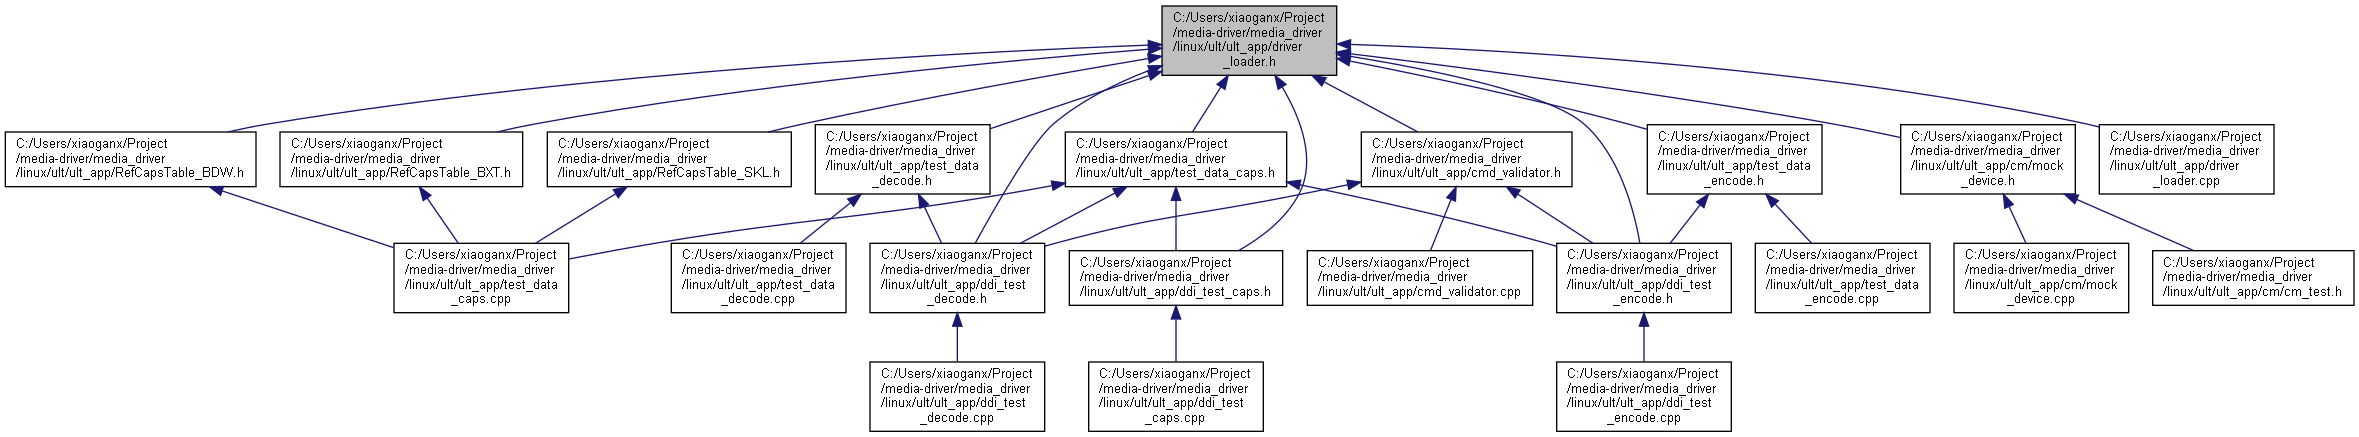 C:/Users/xiaoganx/Project
/media-driver/media_driver
/linux/ult/ult_app/driver
_loader.h
C:/Users/xiaoganx/Project
/media-driver/media_driver
/linux/ult/ult_app/RefCapsTable_BDW.h
C:/Users/xiaoganx/Project
/media-driver/media_driver
/linux/ult/ult_app/RefCapsTable_BXT.h
C:/Users/xiaoganx/Project
/media-driver/media_driver
/linux/ult/ult_app/RefCapsTable_SKL.h
C:/Users/xiaoganx/Project
/media-driver/media_driver
/linux/ult/ult_app/test_data
_decode.h
C:/Users/xiaoganx/Project
/media-driver/media_driver
/linux/ult/ult_app/test_data_caps.h
C:/Users/xiaoganx/Project
/media-driver/media_driver
/linux/ult/ult_app/cmd_validator.h
C:/Users/xiaoganx/Project
/media-driver/media_driver
/linux/ult/ult_app/test_data
_encode.h
C:/Users/xiaoganx/Project
/media-driver/media_driver
/linux/ult/ult_app/cm/mock
_device.h
C:/Users/xiaoganx/Project
/media-driver/media_driver
/linux/ult/ult_app/driver
_loader.cpp
C:/Users/xiaoganx/Project
/media-driver/media_driver
/linux/ult/ult_app/test_data
_caps.cpp
C:/Users/xiaoganx/Project
/media-driver/media_driver
/linux/ult/ult_app/test_data
_decode.cpp
C:/Users/xiaoganx/Project
/media-driver/media_driver
/linux/ult/ult_app/ddi_test
_decode.h
C:/Users/xiaoganx/Project
/media-driver/media_driver
/linux/ult/ult_app/ddi_test_caps.h
C:/Users/xiaoganx/Project
/media-driver/media_driver
/linux/ult/ult_app/cmd_validator.cpp
C:/Users/xiaoganx/Project
/media-driver/media_driver
/linux/ult/ult_app/ddi_test
_encode.h
C:/Users/xiaoganx/Project
/media-driver/media_driver
/linux/ult/ult_app/test_data
_encode.cpp
C:/Users/xiaoganx/Project
/media-driver/media_driver
/linux/ult/ult_app/cm/mock
_device.cpp
C:/Users/xiaoganx/Project
/media-driver/media_driver
/linux/ult/ult_app/cm/cm_test.h
C:/Users/xiaoganx/Project
/media-driver/media_driver
/linux/ult/ult_app/ddi_test
_decode.cpp
C:/Users/xiaoganx/Project
/media-driver/media_driver
/linux/ult/ult_app/ddi_test
_caps.cpp
C:/Users/xiaoganx/Project
/media-driver/media_driver
/linux/ult/ult_app/ddi_test
_encode.cpp